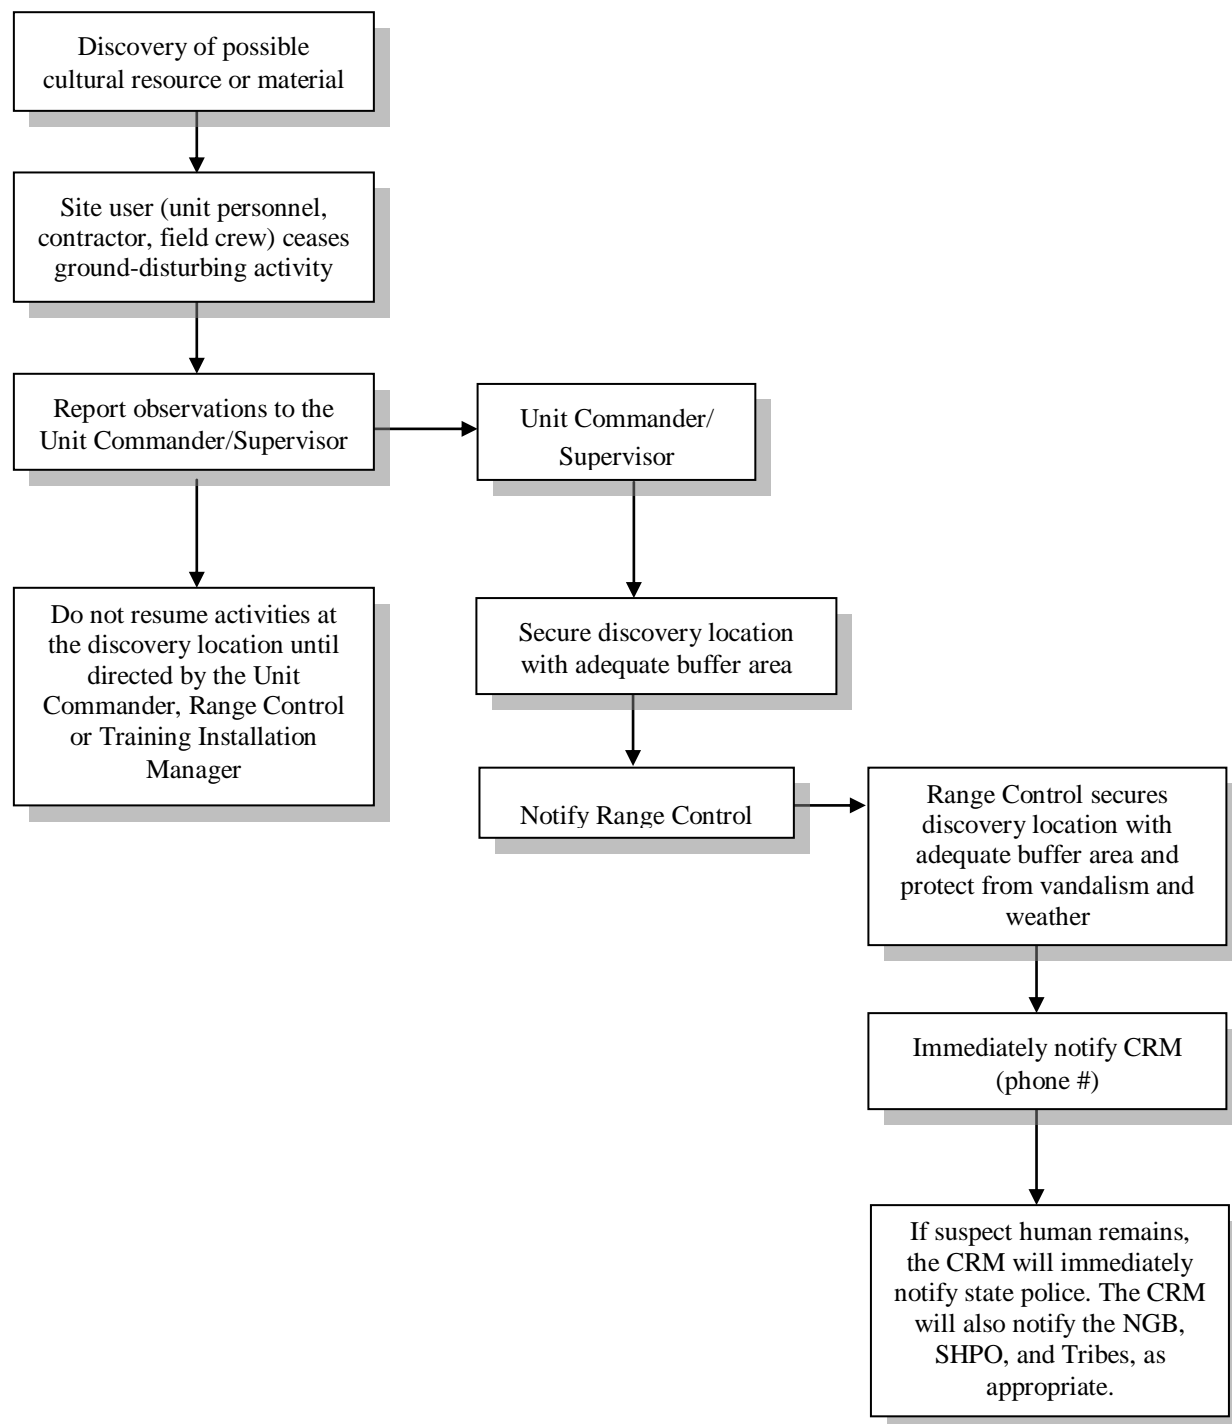 Discovery of possible
cultural resource or material
Site user (unit personnel,
contractor, field crew) ceases
ground-disturbing activity
Report observations to the
Unit Commander/Supervisor
Unit Commander/
Supervisor
Do not resume activities at
the discovery location until
directed by the Unit
Commander, Range Control
or Training Installation
Manager
Secure discovery location
with adequate buffer area
Notify Range Control
Range Control secures
discovery location with
adequate buffer area and
protect from vandalism and
weather
Immediately notify CRM
(phone #)
If suspect human remains,
the CRM will immediately
notify state police. The CRM
will also notify the NGB,
SHPO, and Tribes, as
appropriate.